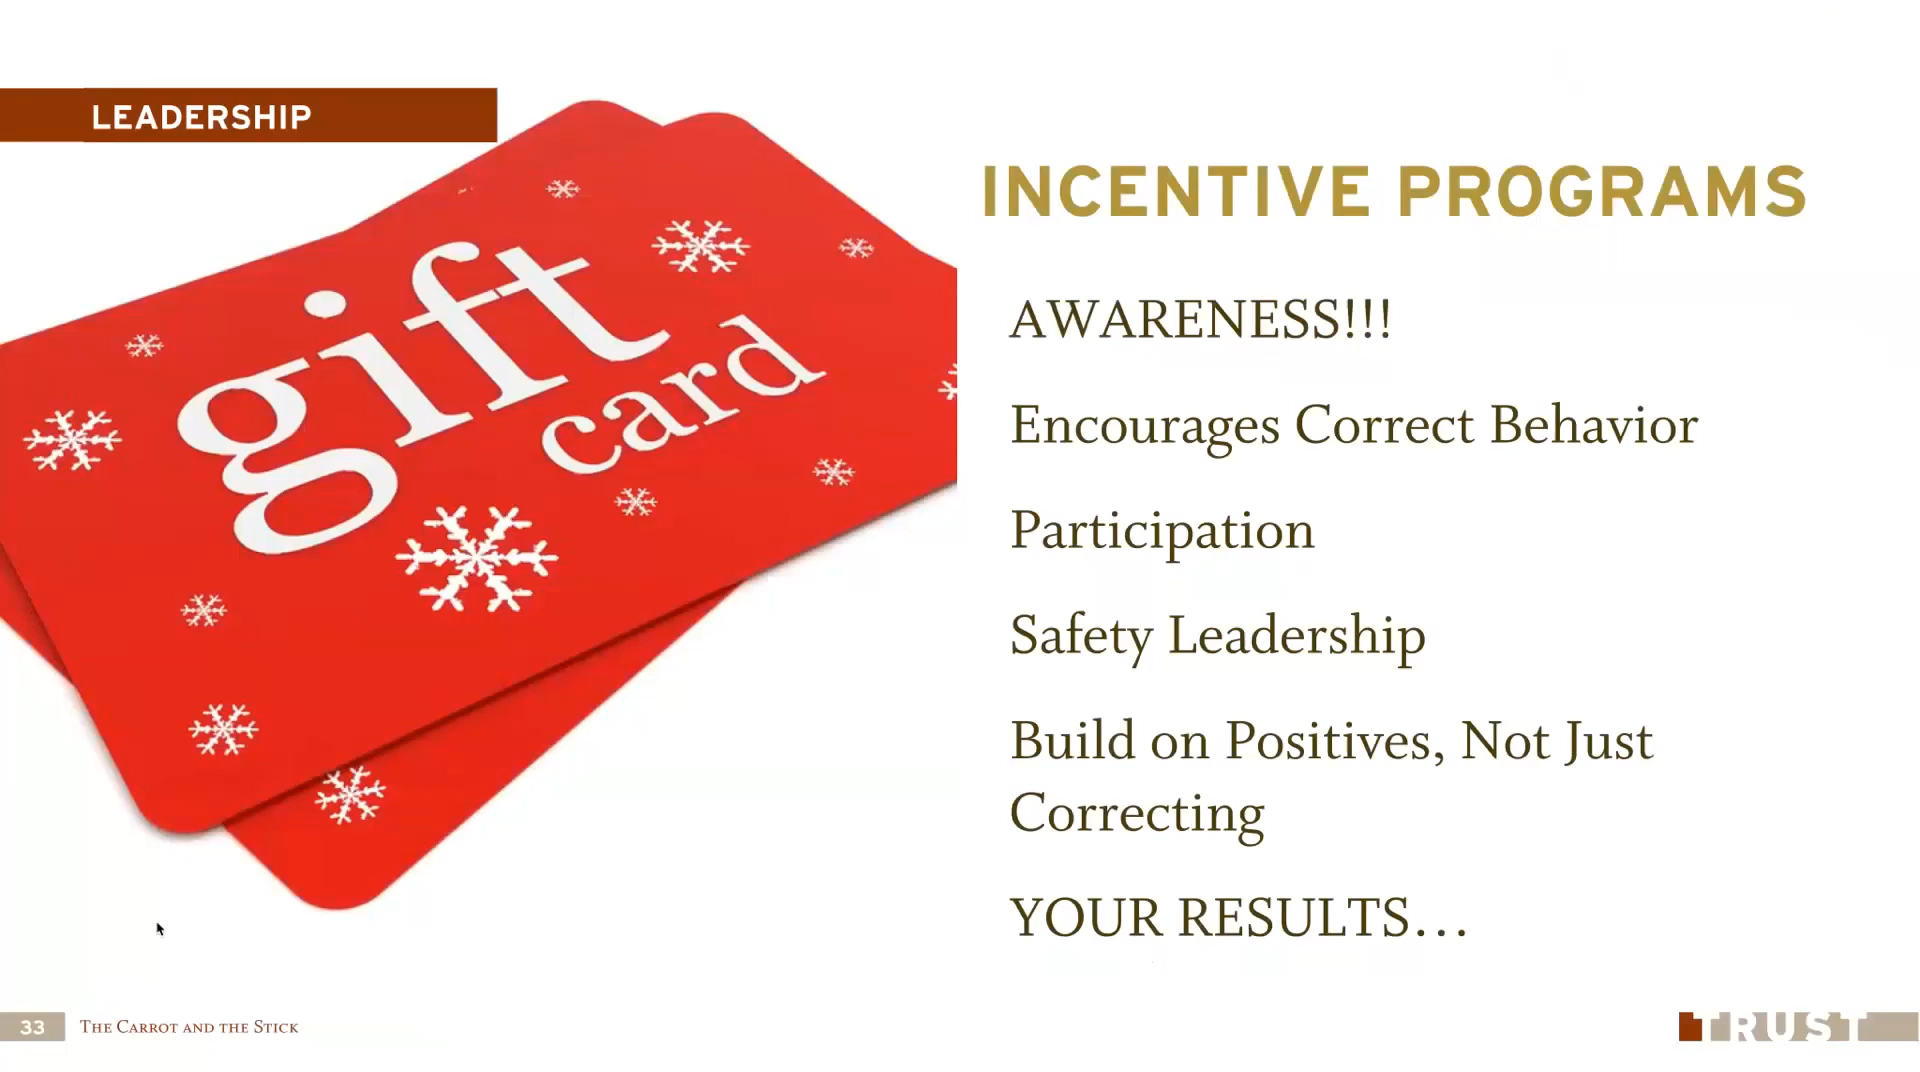 LEADERSHIP
gift
card
INCENTIVE PROGRAMS
AWARENESS!!!
Encourages Correct Behavior
Participation
Safety Leadership
Build on Positives, Not Just
Correcting
YOUR RESULTS…
33
The Carrot and the Stick
TRUST